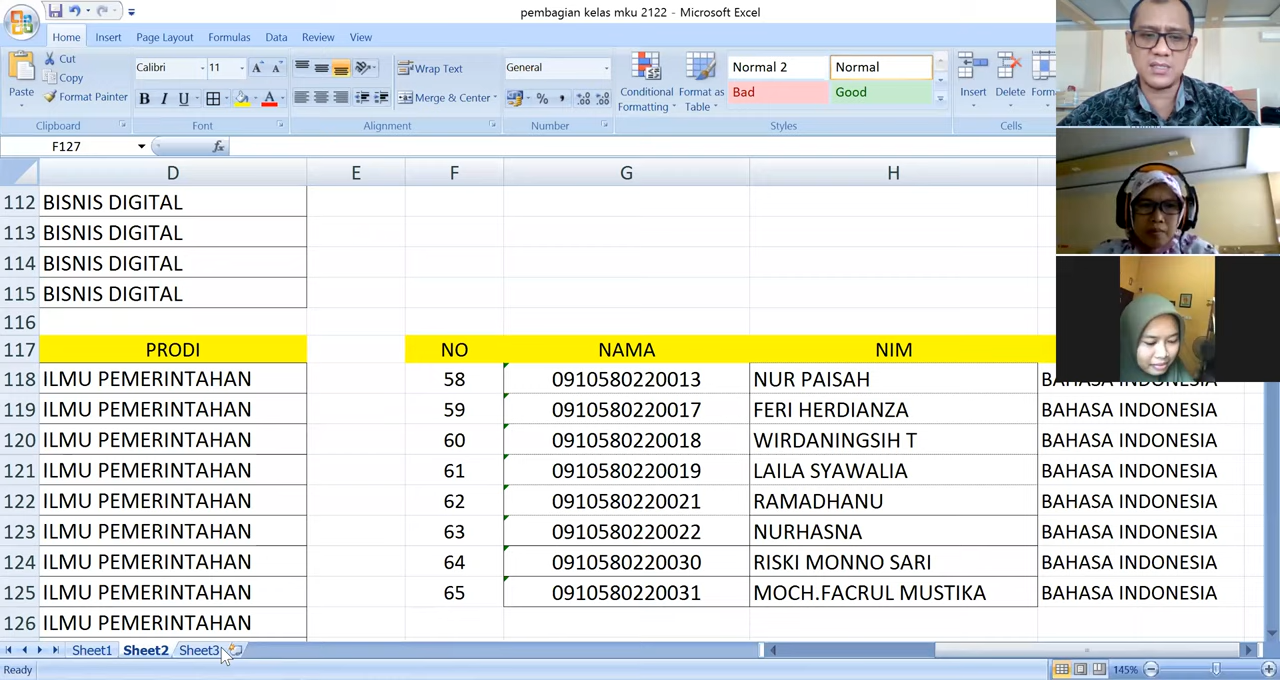 pembagian kelas mku 2122 - Microsoft Excel
Home Insert Page Layout Formulas Data Review View
Paste Cut Copy Format Painter
Calibri 11
B I U A
Wrap Text
Merge & Center
General
% ,
Conditional Formatting
Format as Table
Normal 2 Normal
Bad Good
Insert Delete
Clipboard Font Alignment Number Styles Cells
F127 fx
D E F G H
112 BISNIS DIGITAL
113 BISNIS DIGITAL
114 BISNIS DIGITAL
115 BISNIS DIGITAL
116
117 PRODI NO NAMA NIM
118 ILMU PEMERINTAHAN 58 0910580220013 NUR PAISAH BAHASA INDONESIA
119 ILMU PEMERINTAHAN 59 0910580220017 FERI HERDIANZA BAHASA INDONESIA
120 ILMU PEMERINTAHAN 60 0910580220018 WIRDANINGSIH T BAHASA INDONESIA
121 ILMU PEMERINTAHAN 61 0910580220019 LAILA SYAWALIA BAHASA INDONESIA
122 ILMU PEMERINTAHAN 62 0910580220021 RAMADHANU BAHASA INDONESIA
123 ILMU PEMERINTAHAN 63 0910580220022 NURHASNA BAHASA INDONESIA
124 ILMU PEMERINTAHAN 64 0910580220030 RISKI MONNO SARI BAHASA INDONESIA
125 ILMU PEMERINTAHAN 65 0910580220031 MOCH.FACRUL MUSTIKA BAHASA INDONESIA
126 ILMU PEMERINTAHAN
Sheet1 Sheet2 Sheet3
Ready 145%